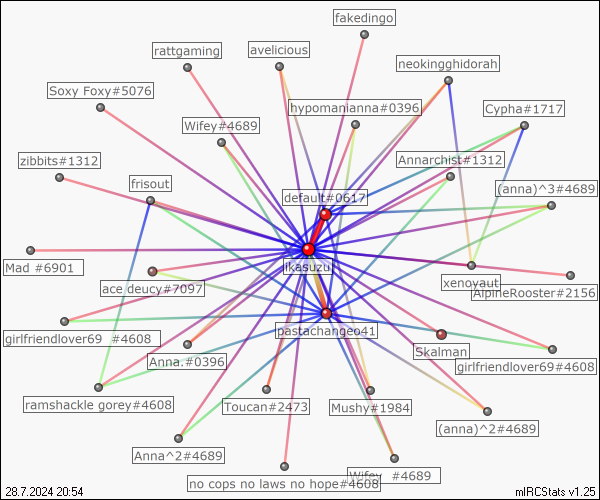 fakedingo
rattgaming
avelicious
neokingghidorah
Soxy Foxy#5076
hypomanianna#0396
Cypha#1717
Wifey#4689
zibbits#1312
Annarchist#1312
frisout
default#0617
(anna)^3#4689
jikasuzu
Mad #6901
ace deucy#7097
xenoyaut
AlpineRooster#2156
girlfriendlover69 #4608
pastachangeo41
Anna.#0396
Skalman
girlfriendlover69#4608
ramshackle gorey#4608
Toucan#2473
Mushy#1984
(anna)^2#4689
Anna^2#4689
Wifey #4689
no cops no laws no hope#4608
28.7.2024 20:54
mIRCStats v1.25